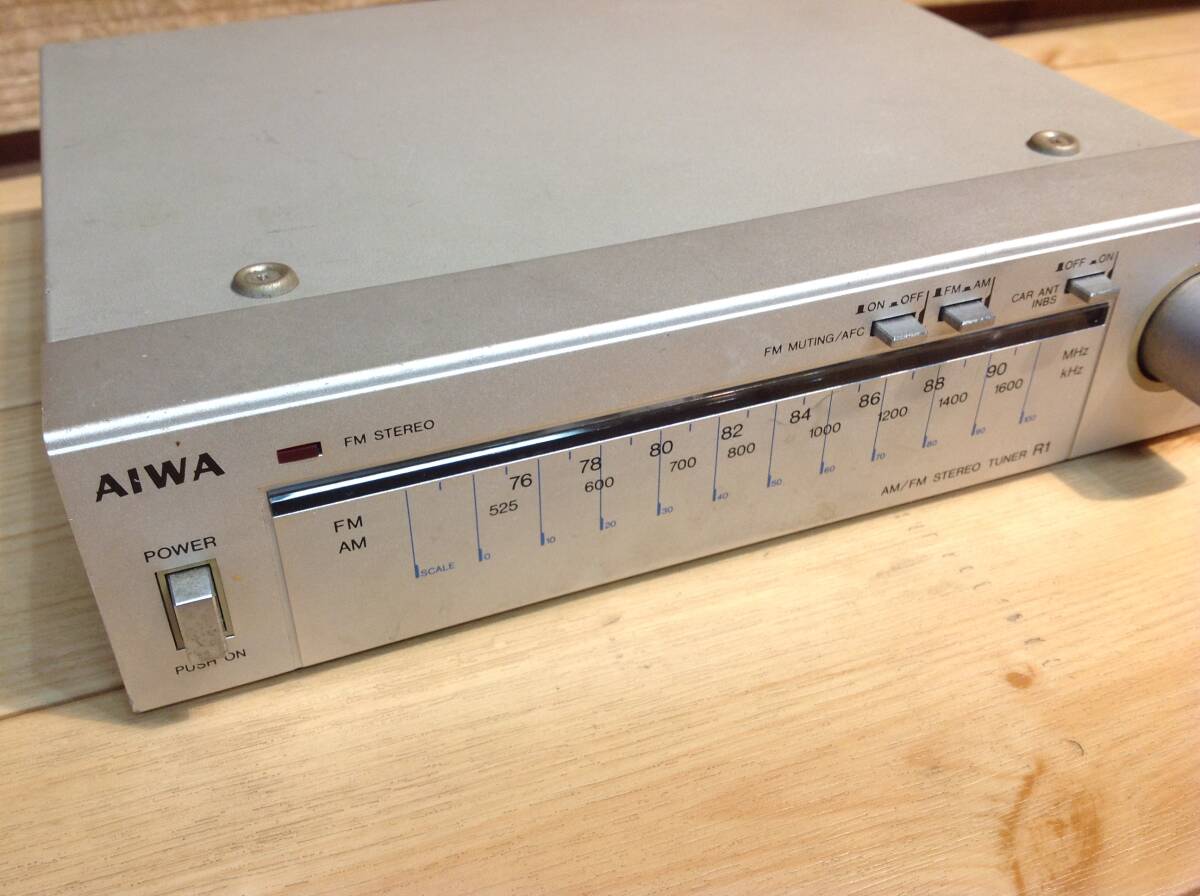 AIWA
FM STEREO
POWER
PUSH ON
FM MUTING/AFC
ON OFF
FM AM
CAR ANT
INBS
OFF ON
FM 76 78 80 82 84 86 88 90 MHz
AM 525 600 700 800 1000 1200 1400 1600 kHz
SCALE 0 10 20 30 40 50 60 70 80 90 100
AM/FM STEREO TUNER R1